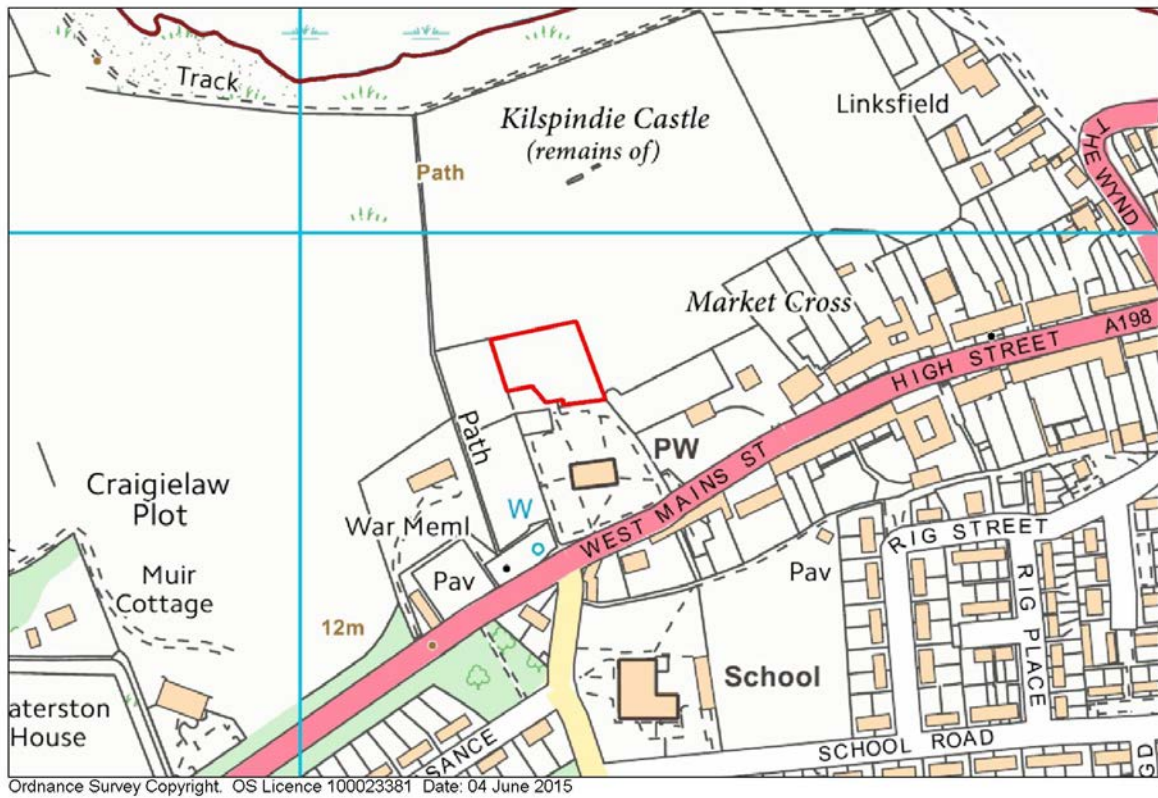 Track
Kilspindie Castle
(remains of)
Linksfield
THE WYND
Path
Market Cross
HIGH STREET
A198
Path
PW
WEST MAINS ST
Craigielaw
Plot
War Meml
W
RIG STREET
Muir
Cottage
Pav
Pav
RIG PLACE
12m
School
aterston
House
SANCE
SCHOOL ROAD
GD
Ordnance Survey Copyright. OS Licence 100023381 Date: 04 June 2015